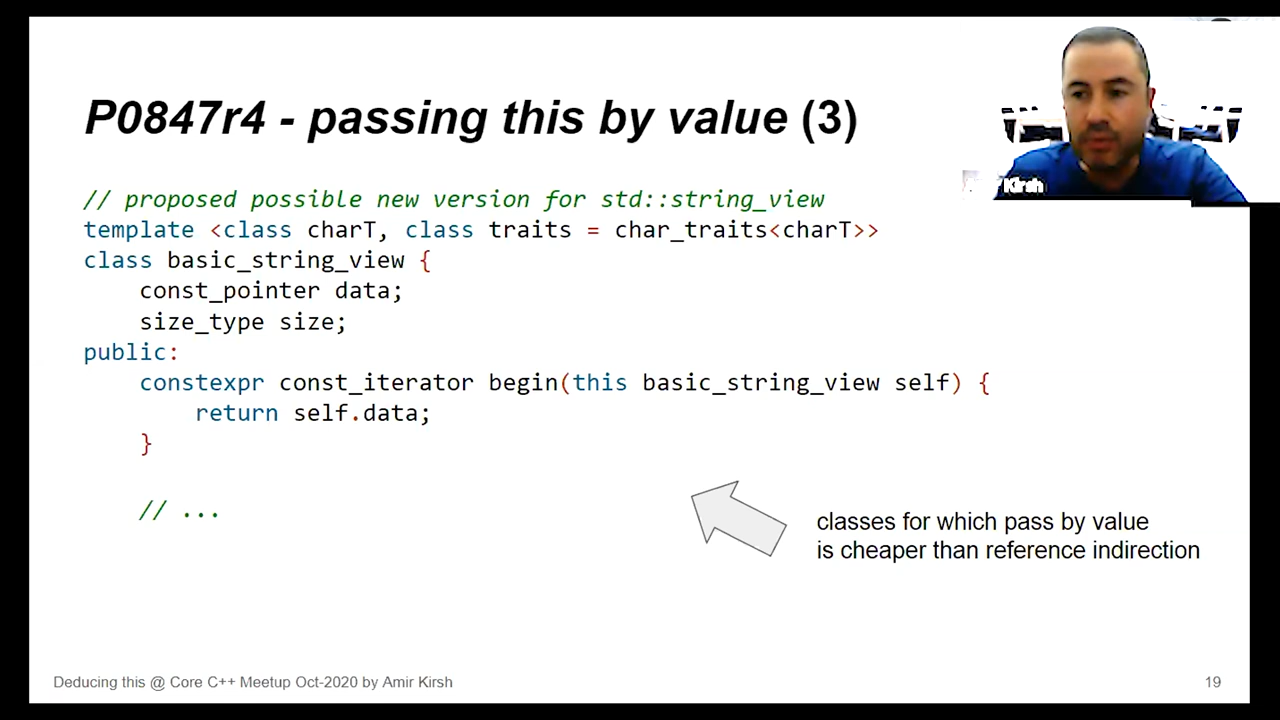 P0847r4 - passing this by value (3)
// proposed possible new version for std::string_view
template <class charT, class traits = char_traits<charT>>
class basic_string_view {
    const_pointer data;
    size_type size;
public:
    constexpr const_iterator begin(this basic_string_view self) {
        return self.data;
    }
    // ...
classes for which pass by value
is cheaper than reference indirection
Kirsh
Deducing this @ Core C++ Meetup Oct-2020 by Amir Kirsh
19